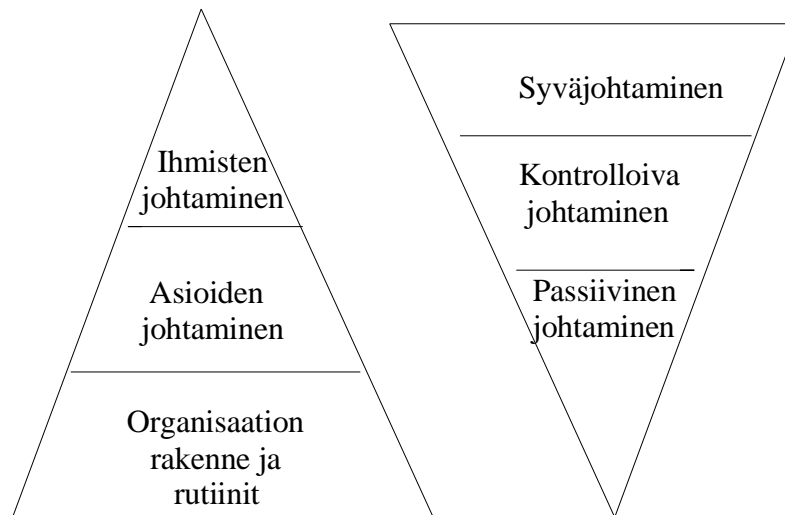 Ihmisten
johtaminen
Asioiden
johtaminen
Organisaation
rakenne ja
rutiinit
Syväjohtaminen
Kontrolloiva
johtaminen
Passiivinen
johtaminen